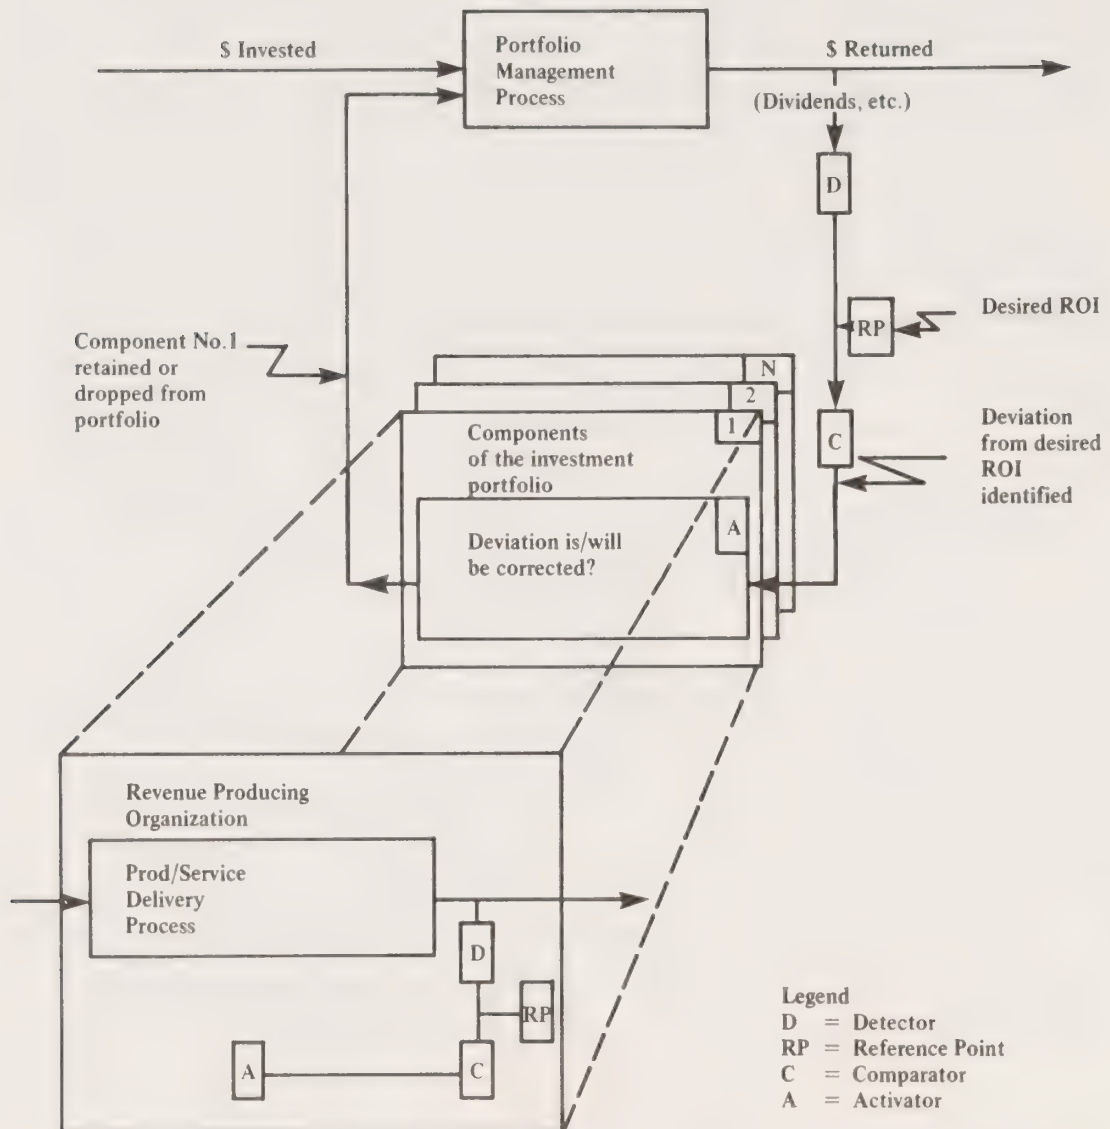 $ Invested
Portfolio
Management
Process
$ Returned
(Dividends, etc.)
D
RP
Desired ROI
Component No.1
retained or
dropped from
portfolio
N
2
1
Components
of the investment
portfolio
C
Deviation
from desired
ROI
identified
A
Deviation is/will
be corrected?
Revenue Producing
Organization
Prod/Service
Delivery
Process
D
RP
A
C
Legend
D = Detector
RP = Reference Point
C = Comparator
A = Activator